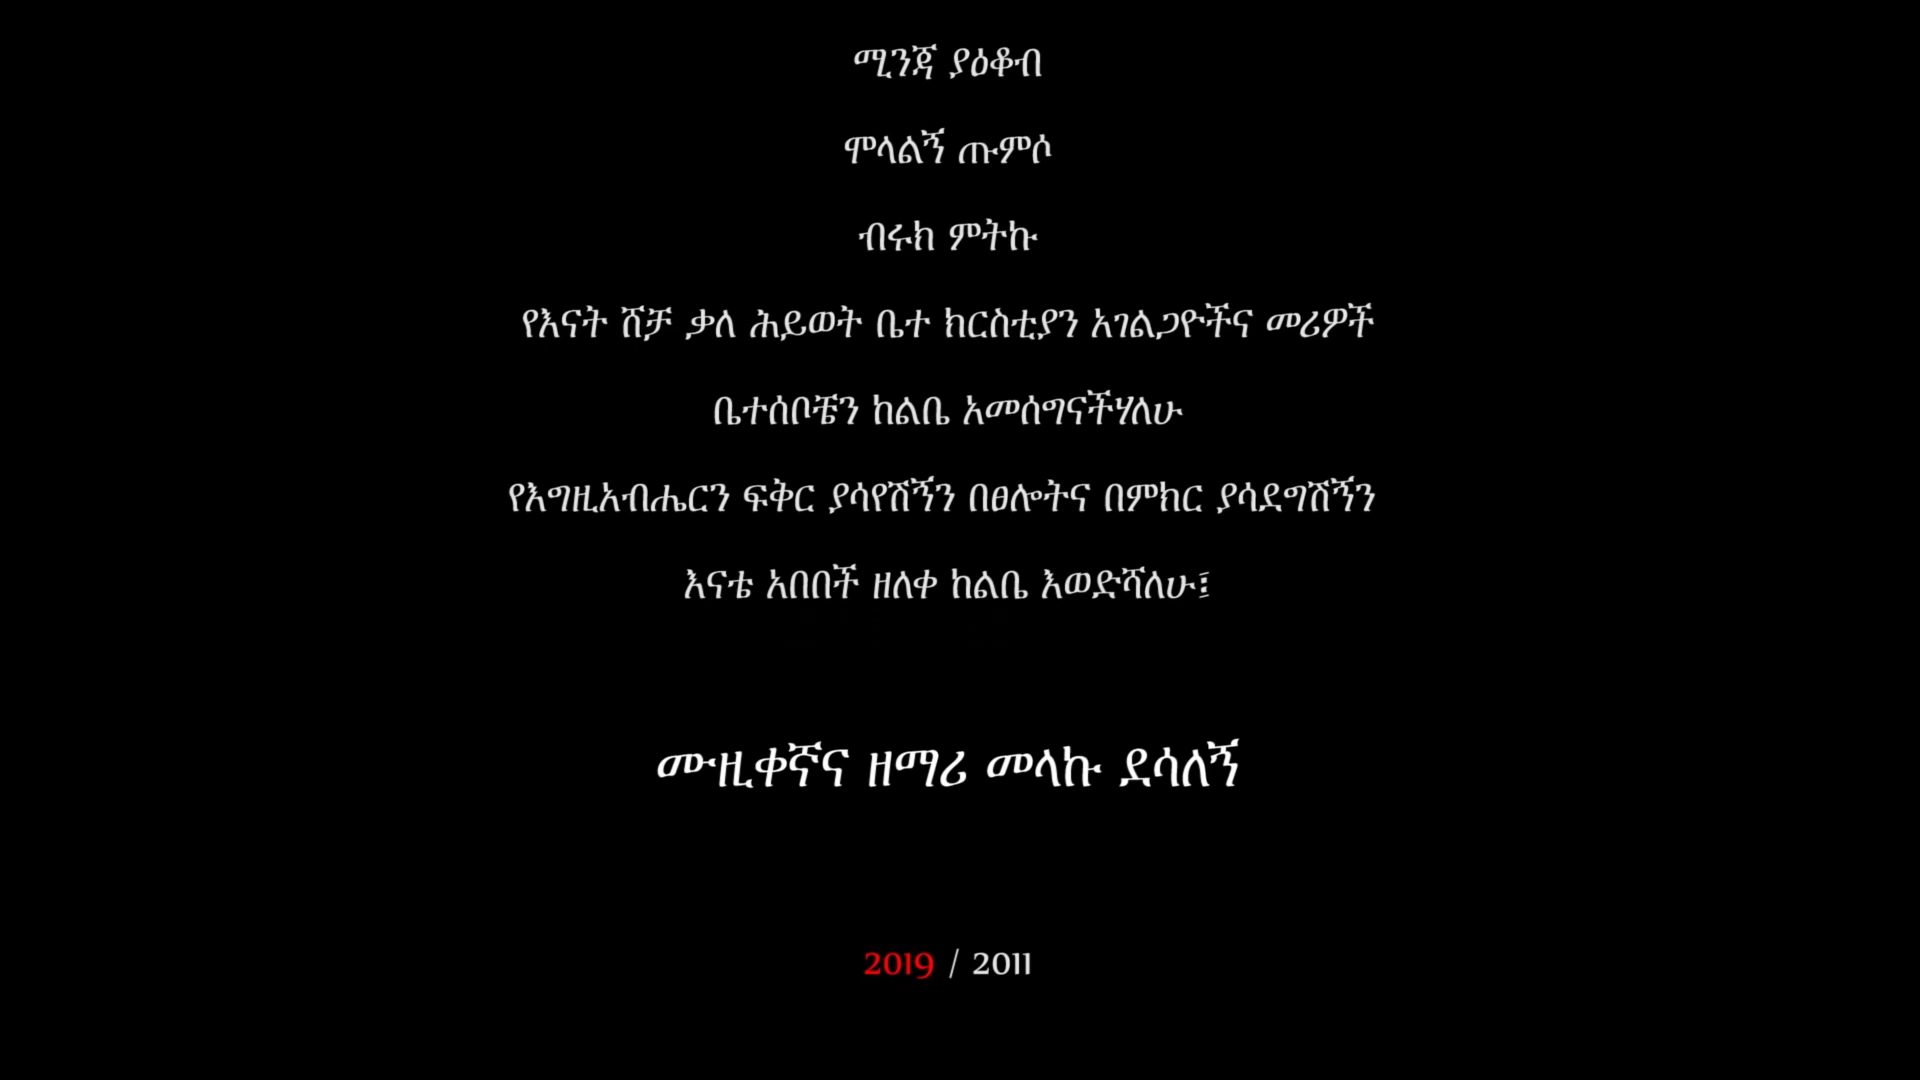 ሚንጃ ያዕቆብ
ሞላልኝ ጡምሶ
ብሩክ ምትኩ
የእናት ሸቻ ቃለ ሕይወት ቤተ ክርስቲያን አገልጋዮችና መሪዎች
ቤተሰቦቼን ከልቤ አመሰግናችሃለሁ
የእግዚአብሔርን ፍቅር ያሳየሽኝን በፀሎትና በምክር ያሳደግሽኝን
እናቴ አበበች ዘለቀ ከልቤ እወድሻለሁ፤
ሙዚቀኛና ዘማሪ መላኩ ደሳለኝ
2019 / 2011